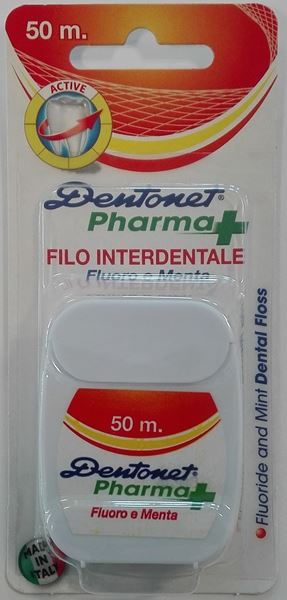 50 m.
ACTIVE
Dentonet®
Pharma
FILO INTERDENTALE
Fluoro e Menta
50 m.
Dentonet®
Pharma
Fluoro e Menta
Fluoride and Mint Dental Floss
MADE
IN ITALY